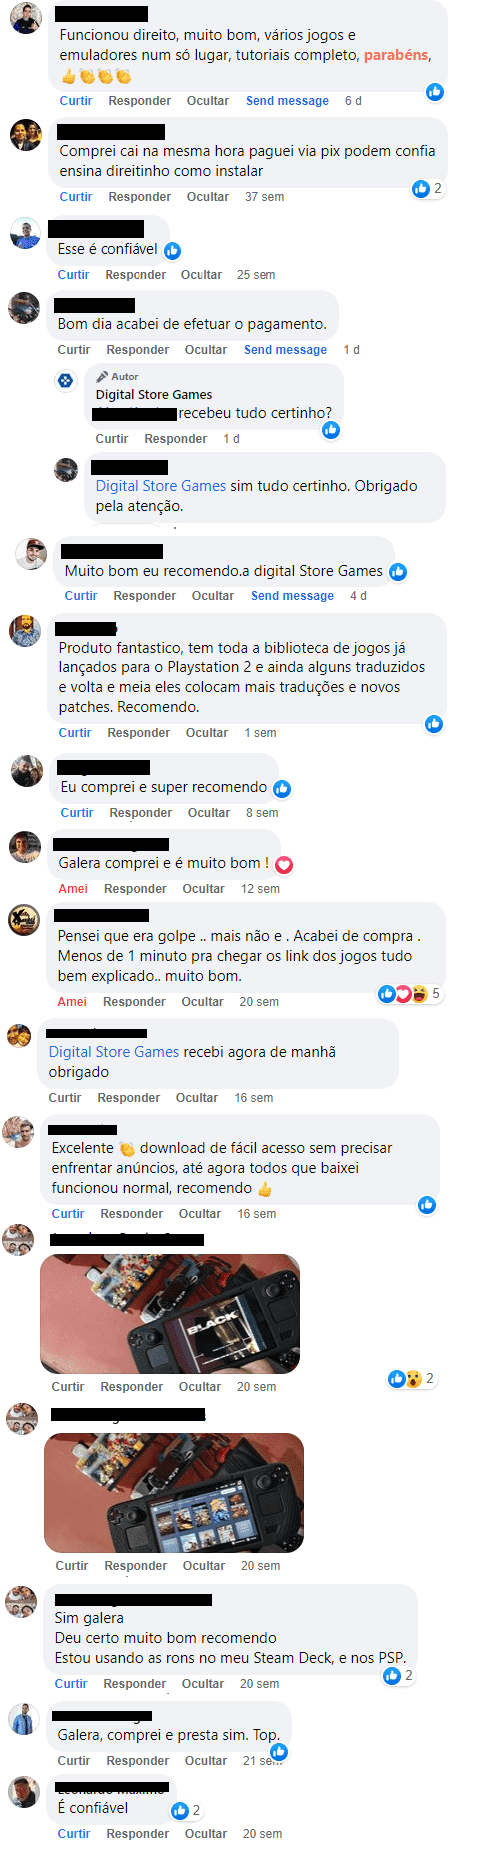 Funcionou direito, muito bom, vários jogos e
emuladores num só lugar, tutoriais completo, parabéns,
👍👏👏👏
Curtir Responder Ocultar Send message 6 d
Comprei cai na mesma hora paguei via pix podem confia
ensina direitinho como instalar
2
Curtir Responder Ocultar 37 sem
Esse é confiável
Curtir Responder Ocultar 25 sem
Bom dia acabei de efetuar o pagamento.
Curtir Responder Ocultar Send message 1 d
Autor
Digital Store Games
recebeu tudo certinho?
Curtir Responder 1 d
Digital Store Games sim tudo certinho. Obrigado
pela atenção.
Muito bom eu recomendo.a digital Store Games
Curtir Responder Ocultar Send message 4 d
Produto fantastico, tem toda a biblioteca de jogos já
lançados para o Playstation 2 e ainda alguns traduzidos
e volta e meia eles colocam mais traduções e novos
patches. Recomendo.
Curtir Responder Ocultar 1 sem
Eu comprei e super recomendo
Curtir Responder Ocultar 8 sem
Galera comprei e é muito bom !
Amei Responder Ocultar 12 sem
Pensei que era golpe .. mais não e . Acabei de compra .
Menos de 1 minuto pra chegar os link dos jogos tudo
bem explicado.. muito bom.
5
Amei Responder Ocultar 20 sem
Digital Store Games recebi agora de manhã
obrigado
Curtir Responder Ocultar 16 sem
Excelente 👏 download de fácil acesso sem precisar
enfrentar anúncios, até agora todos que baixei
funcionou normal, recomendo 👍
Curtir Responder Ocultar 16 sem
BLACK
2
Curtir Responder Ocultar 20 sem
Curtir Responder Ocultar 20 sem
Sim galera
Deu certo muito bom recomendo
Estou usando as rons no meu Steam Deck, e nos PSP.
2
Curtir Responder Ocultar 20 sem
Galera, comprei e presta sim. Top.
Curtir Responder Ocultar 21 sem
É confiável
2
Curtir Responder Ocultar 20 sem